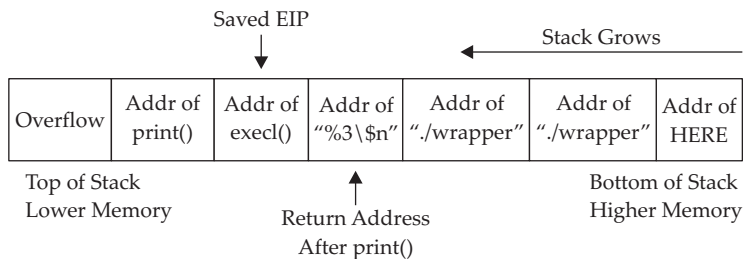 Saved EIP
Stack Grows
Overflow
Addr of
print()
Addr of
execl()
Addr of
“%3\$n”
Addr of
“./wrapper”
Addr of
“./wrapper”
Addr of
HERE
Top of Stack
Lower Memory
Bottom of Stack
Higher Memory
Return Address
After print()